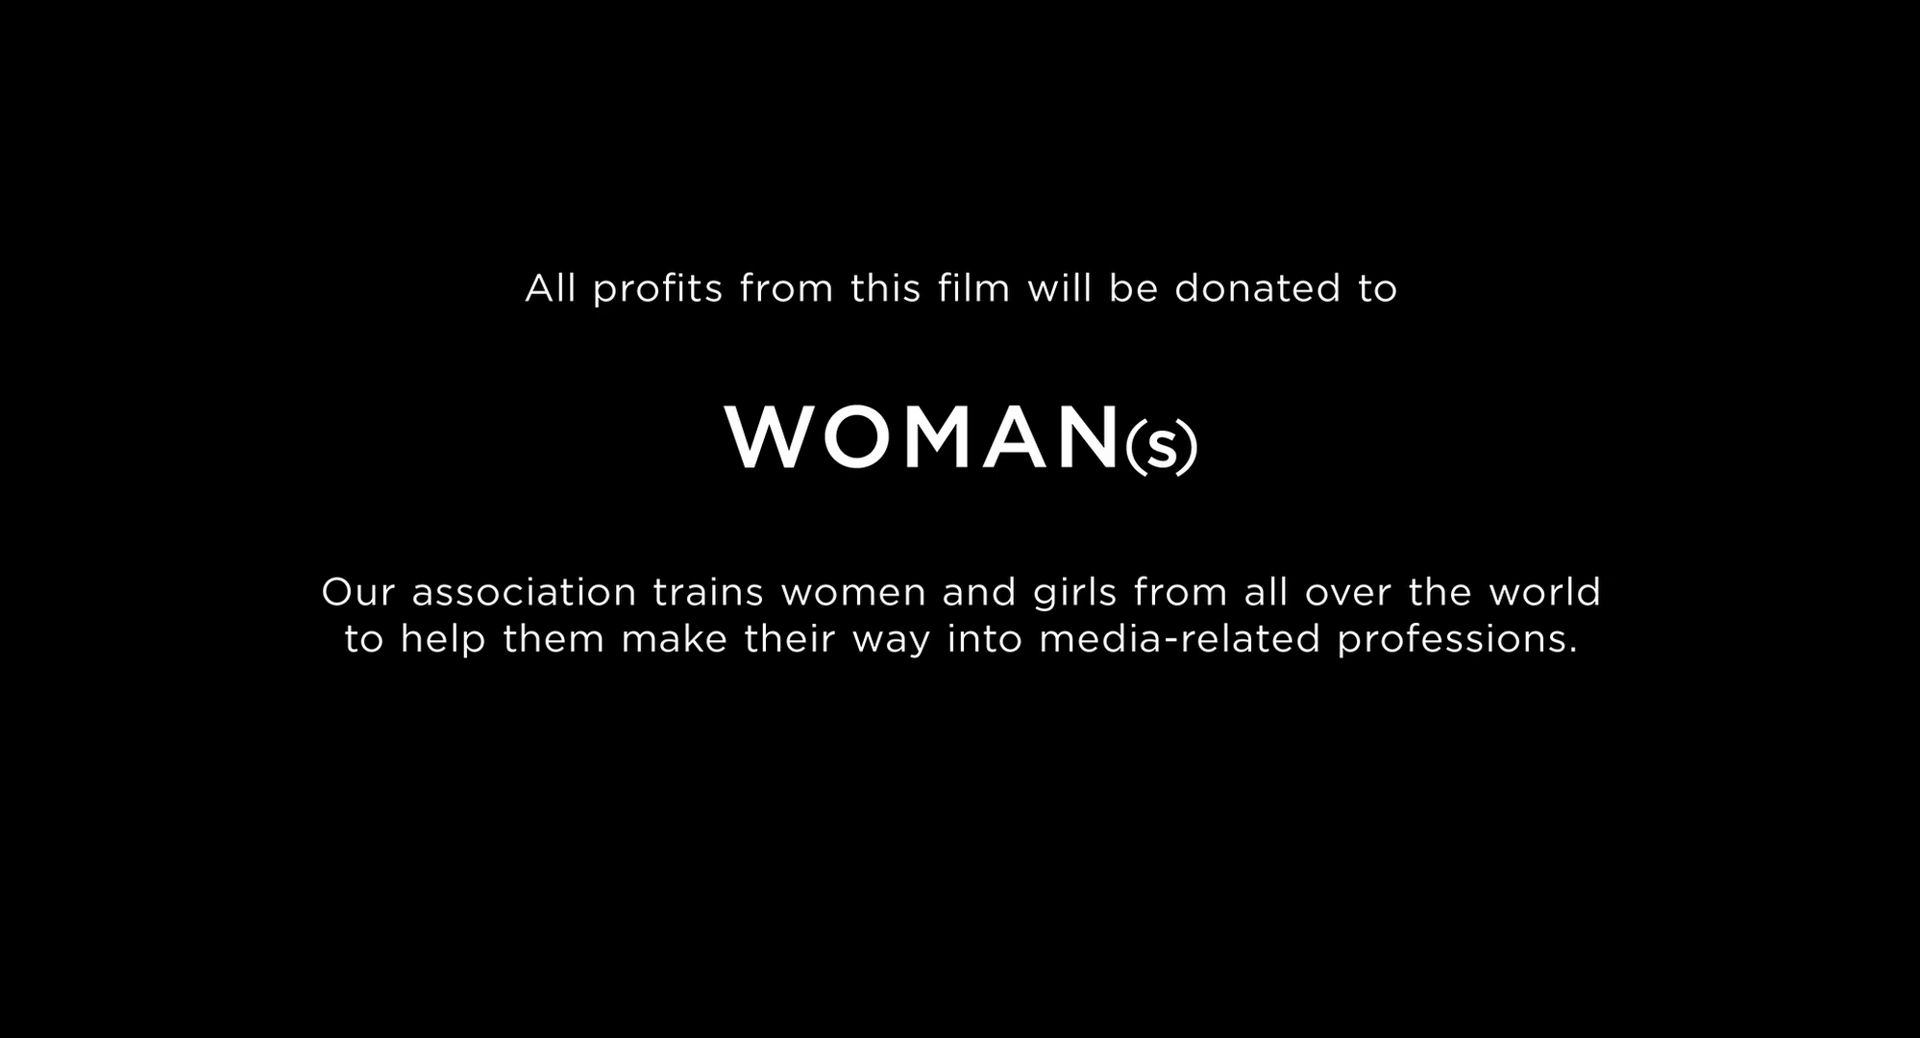 All profits from this film will be donated to
WOMAN(s)
Our association trains women and girls from all over the world
to help them make their way into media-related professions.